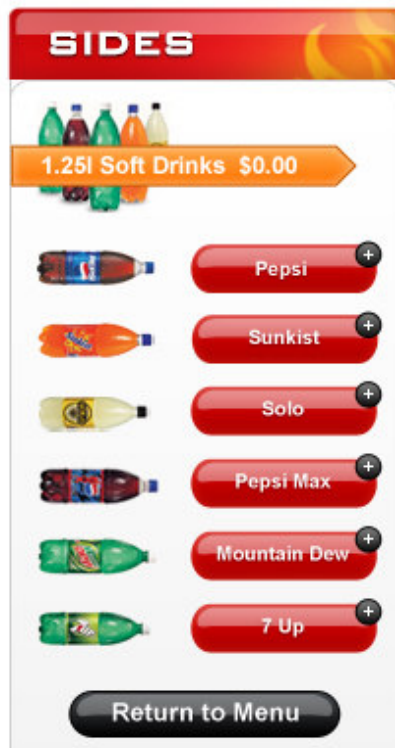 SIDES
1.25l Soft Drinks $0.00
Pepsi
Sunkist
Solo
Pepsi Max
Mountain Dew
7 Up
Return to Menu